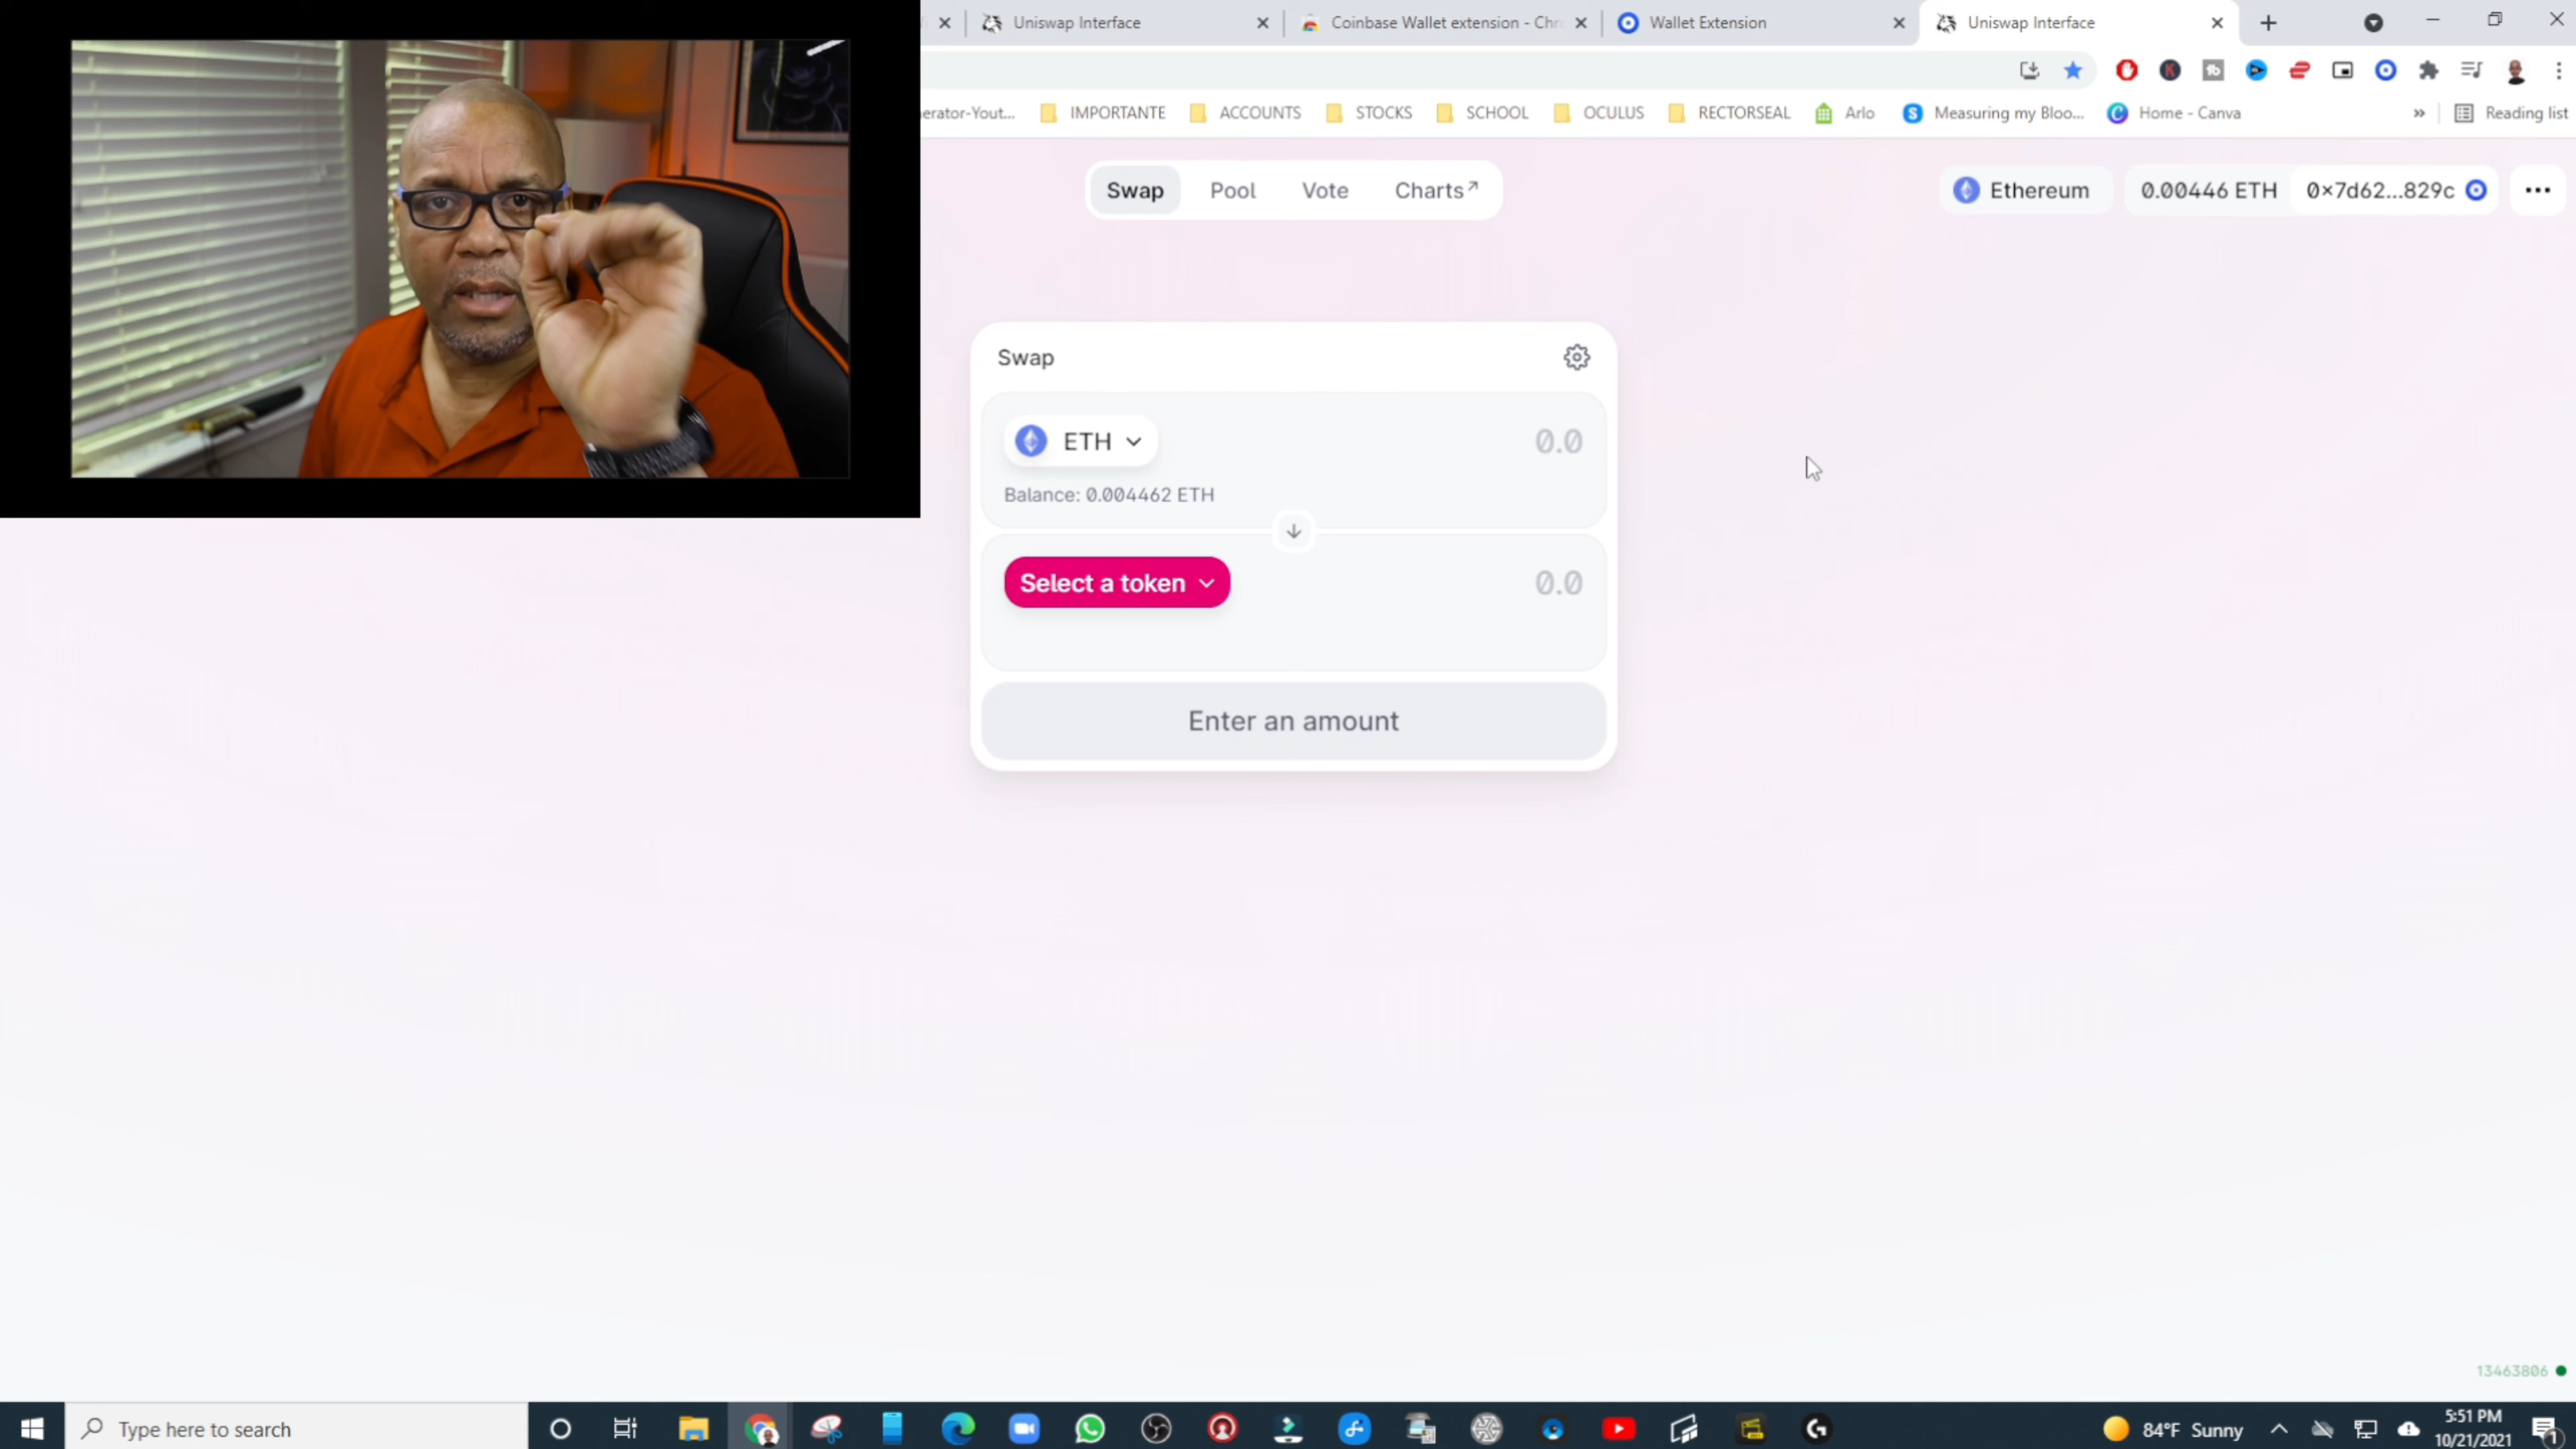 Uniswap Interface
Coinbase Wallet extension - Chr
Wallet Extension
Uniswap Interface
erator-Yout...
IMPORTANTE
ACCOUNTS
STOCKS
SCHOOL
OCULUS
RECTORSEAL
Arlo
Measuring my Bloo...
Home - Canva
»
Reading list
Swap
Pool
Vote
Charts↗
Ethereum
0.00446 ETH
0×7d62...829c
Swap
ETH
0.0
Balance: 0.004462 ETH
Select a token
0.0
Enter an amount
13463806
Type here to search
84°F Sunny
5:51 PM
10/21/2021
1